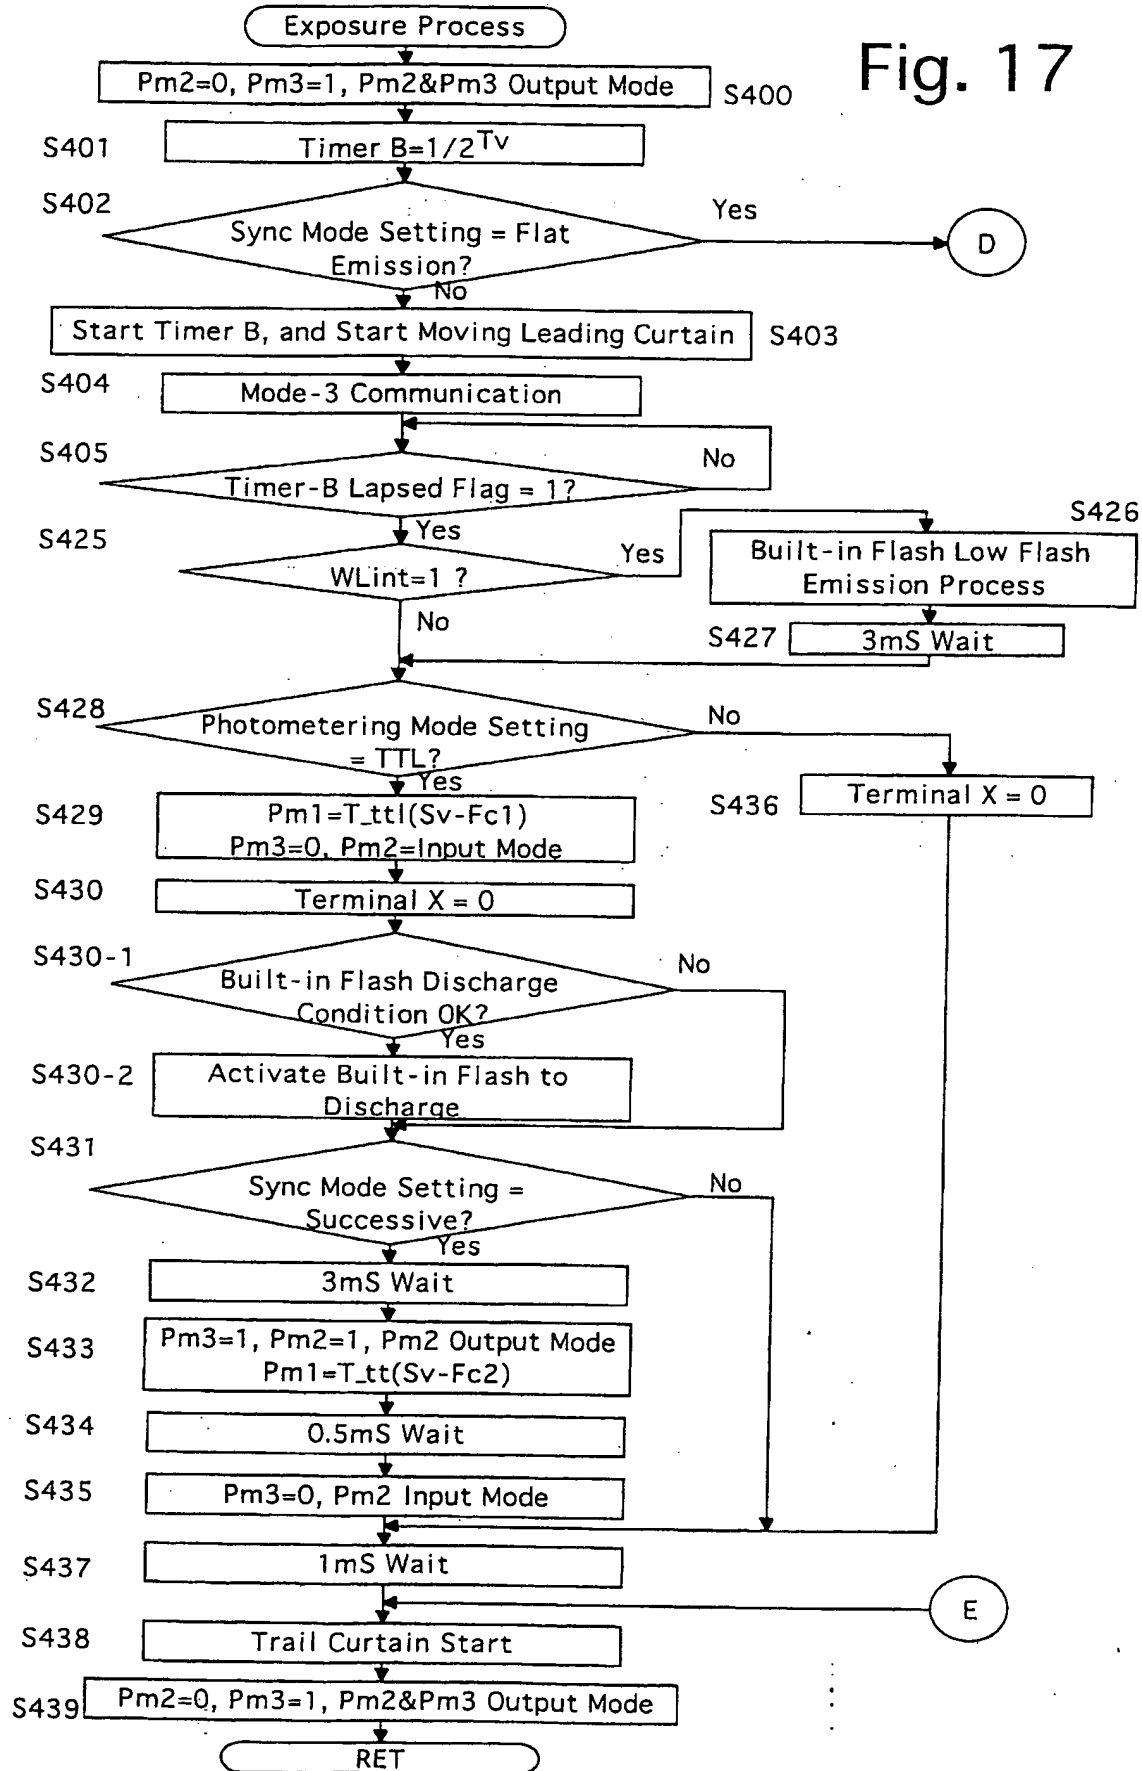 Exposure Process
Fig. 17
Pm2=0, Pm3=1, Pm2&Pm3 Output Mode
S400
S401
Timer B=1/2^Tv
S402
Sync Mode Setting = Flat
Emission?
Yes
D
No
Start Timer B, and Start Moving Leading Curtain
S403
S404
Mode-3 Communication
S405
Timer-B Lapsed Flag = 1?
No
Yes
S425
WLint=1 ?
Yes
No
S426
Built-in Flash Low Flash
Emission Process
S427
3mS Wait
S428
Photometering Mode Setting
= TTL?
No
Yes
S429
Pm1=T_ttl(Sv-Fc1)
Pm3=0, Pm2=Input Mode
S436
Terminal X = 0
S430
Terminal X = 0
S430-1
Built-in Flash Discharge
Condition OK?
No
Yes
S430-2
Activate Built-in Flash to
Discharge
S431
Sync Mode Setting =
Successive?
No
Yes
S432
3mS Wait
S433
Pm3=1, Pm2=1, Pm2 Output Mode
Pm1=T_tt(Sv-Fc2)
S434
0.5mS Wait
S435
Pm3=0, Pm2 Input Mode
S437
1mS Wait
E
S438
Trail Curtain Start
S439
Pm2=0, Pm3=1, Pm2&Pm3 Output Mode
RET